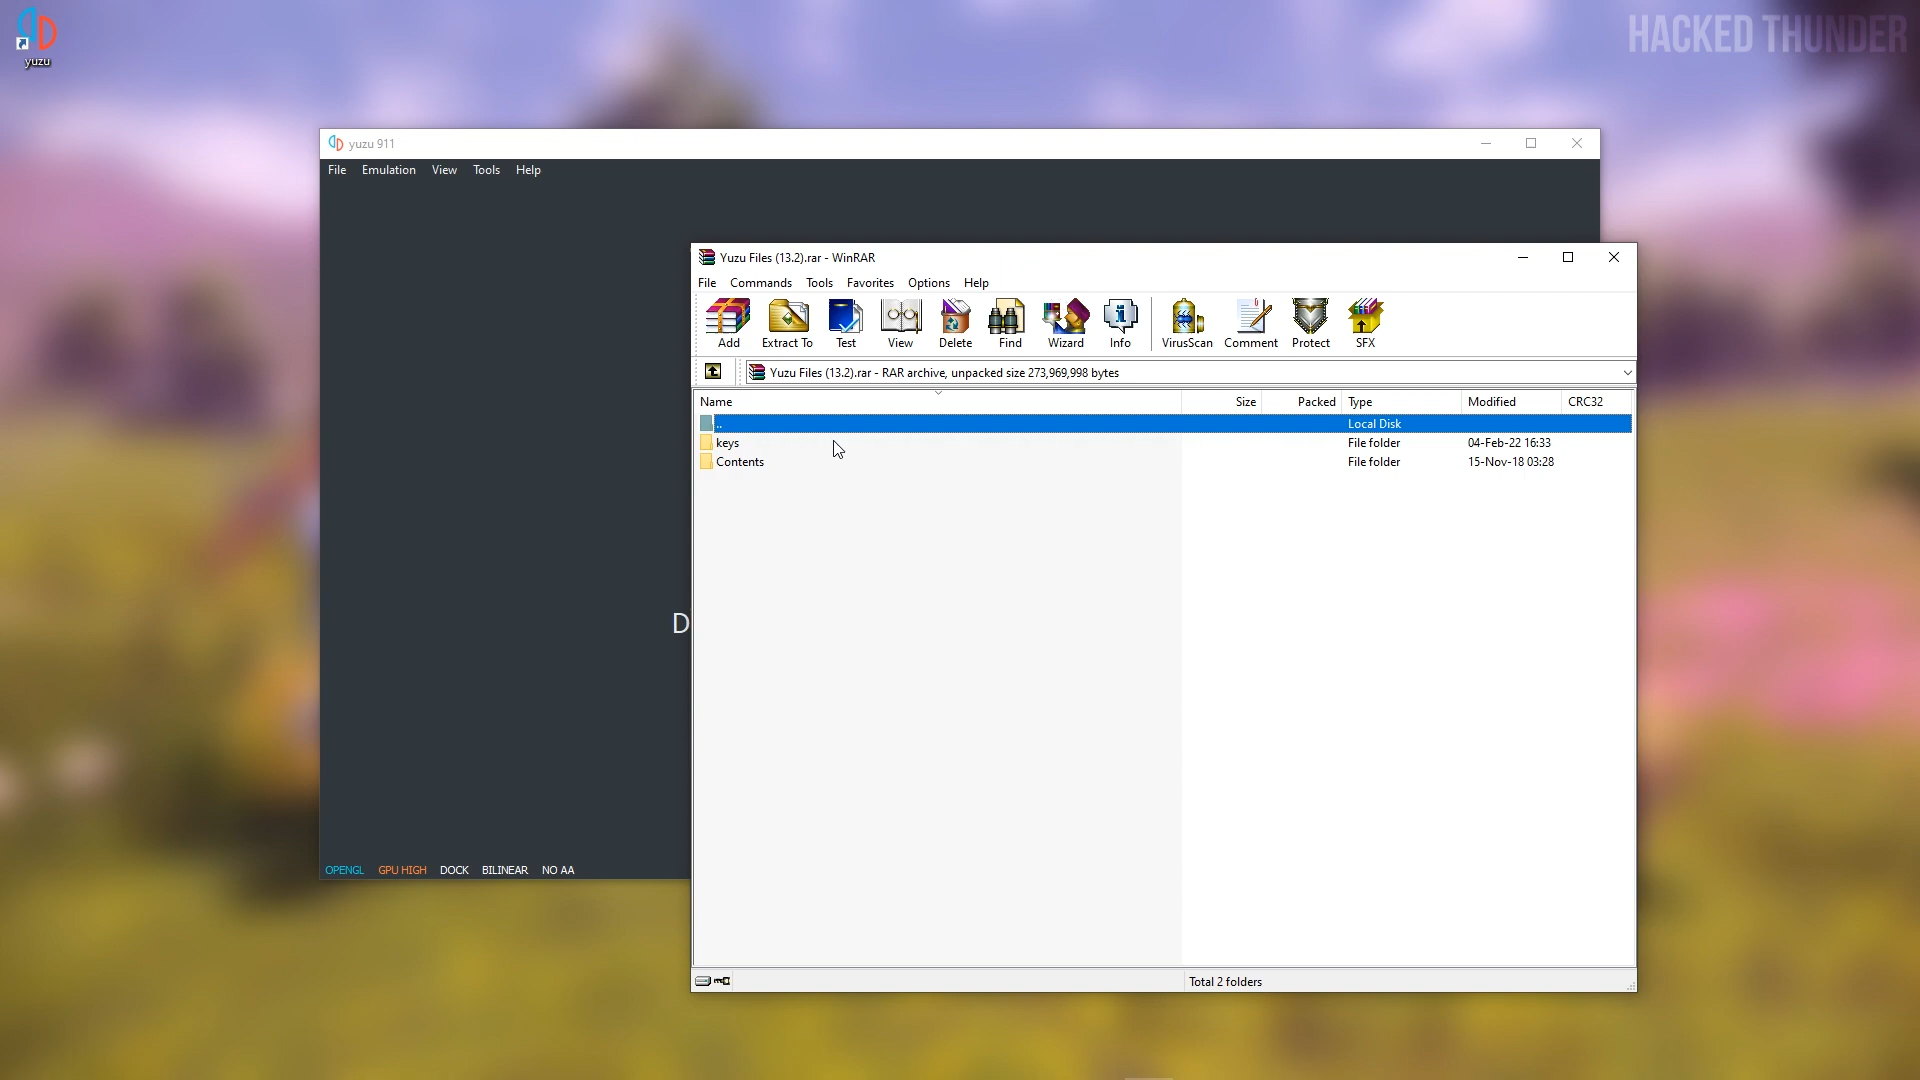 HACKED THUNDER
yuzu
yuzu 911
File Emulation View Tools Help
D
OPENGL GPU HIGH DOCK BILINEAR NO AA
Yuzu Files (13.2).rar - WinRAR
File Commands Tools Favorites Options Help
Add Extract To Test View Delete Find Wizard Info VirusScan Comment Protect SFX
Yuzu Files (13.2).rar - RAR archive, unpacked size 273,969,998 bytes
Name Size Packed Type Modified CRC32
.. Local Disk
keys File folder 04-Feb-22 16:33
Contents File folder 15-Nov-18 03:28
Total 2 folders